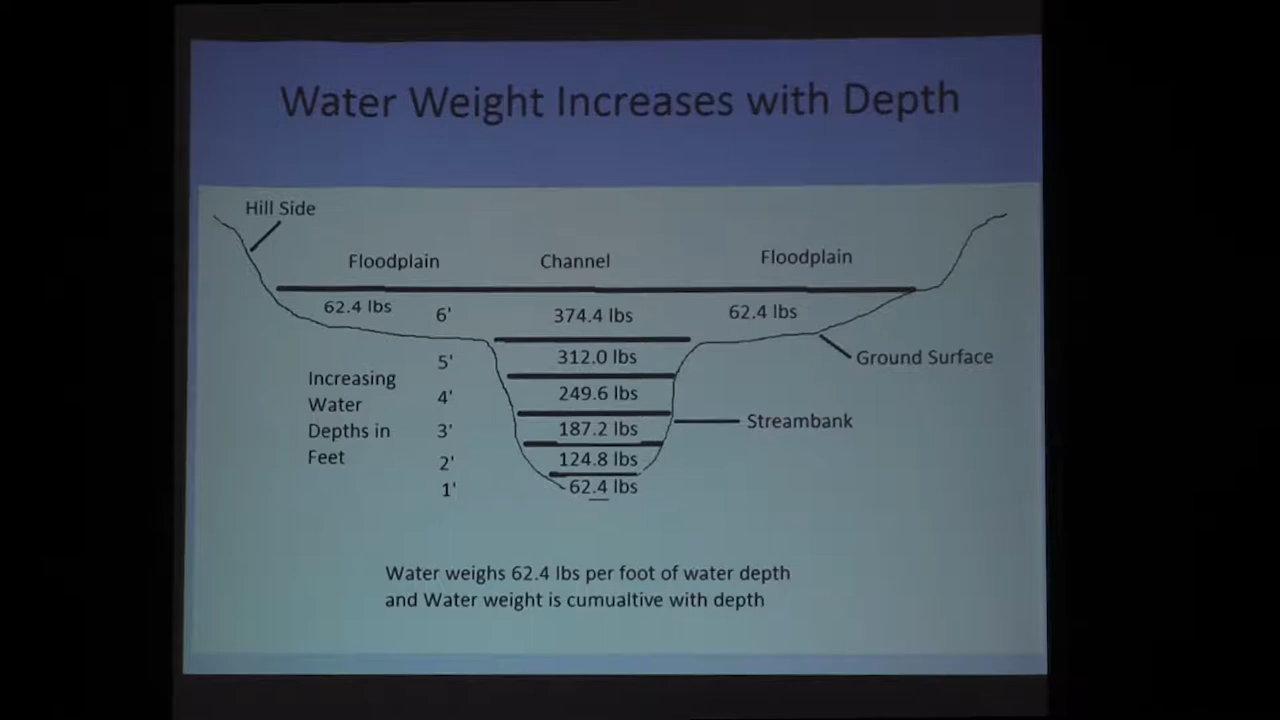 Water Weight Increases with Depth
Hill Side
Floodplain
Channel
Floodplain
62.4 lbs
6'
374.4 lbs
62.4 lbs
5'
312.0 lbs
Ground Surface
Increasing
Water
Depths in
Feet
4'
249.6 lbs
3'
187.2 lbs
Streambank
2'
124.8 lbs
1'
62.4 lbs
Water weighs 62.4 lbs per foot of water depth
and Water weight is cumualtive with depth